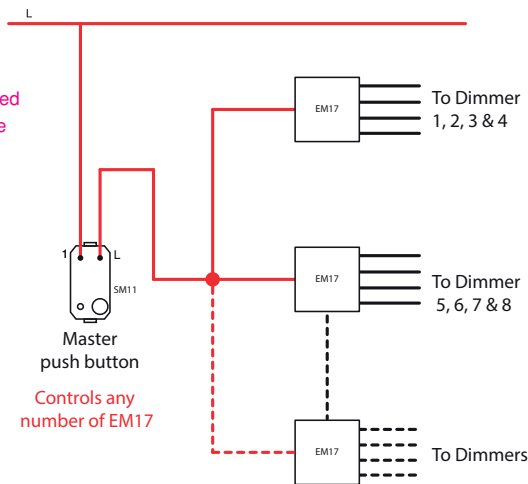 L
ed
e
EM17
To Dimmer
1, 2, 3 & 4
1
L
SM11
EM17
To Dimmer
5, 6, 7 & 8
Master
push button
Controls any
number of EM17
EM17
To Dimmers